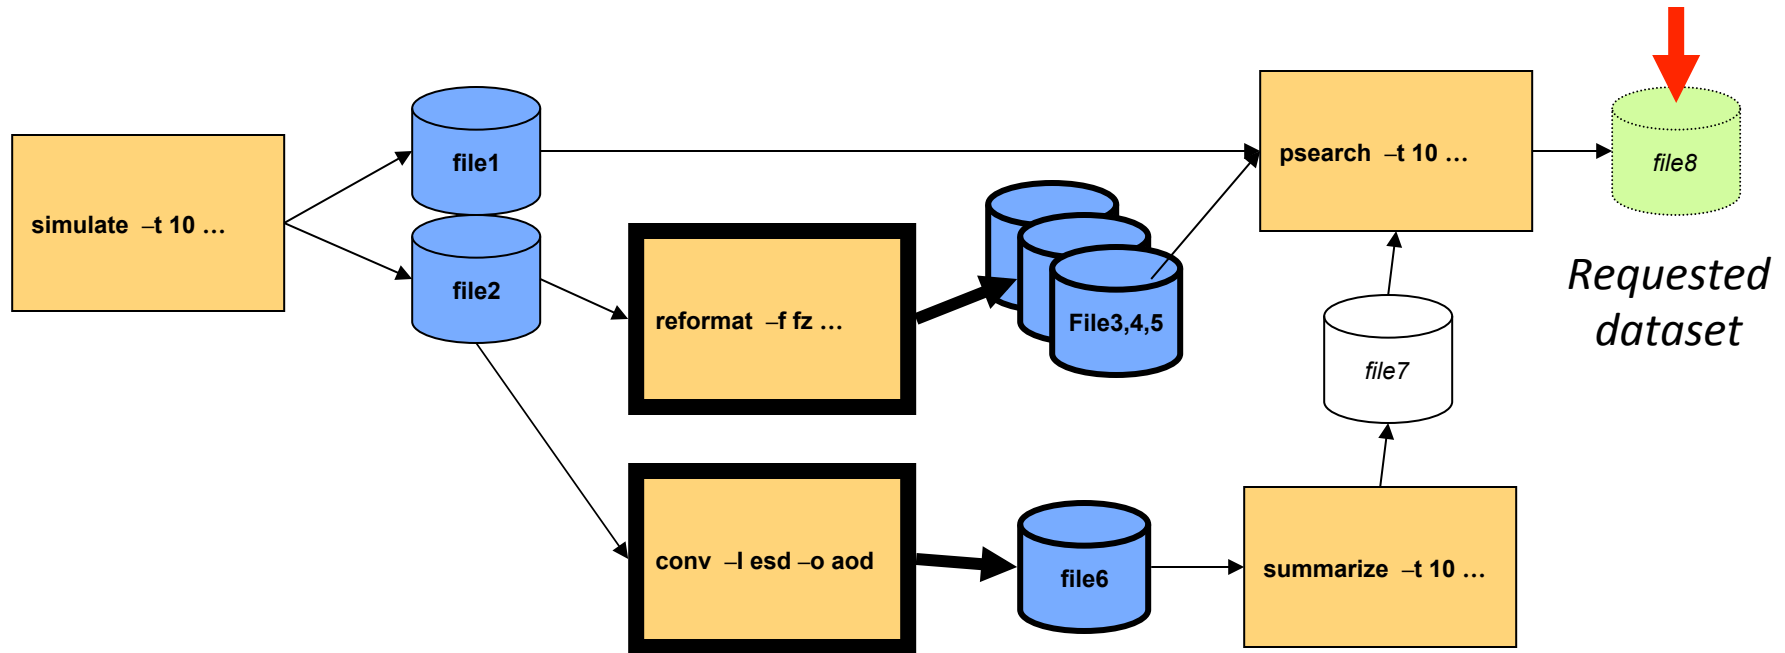 simulate –t 10 …
file1
file2
reformat –f fz …
File3,4,5
psearch –t 10 …
file8
Requested
dataset
file7
conv –I esd –o aod
file6
summarize –t 10 …